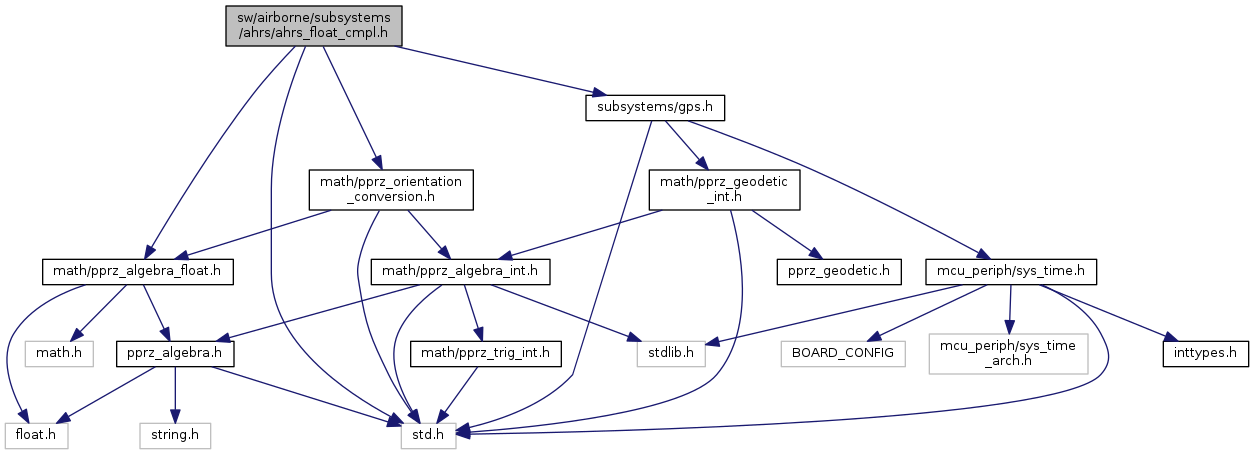 sw/airborne/subsystems
/ahrs/ahrs_float_cmpl.h
subsystems/gps.h
math/pprz_orientation
_conversion.h
math/pprz_geodetic
_int.h
math/pprz_algebra_float.h
math/pprz_algebra_int.h
pprz_geodetic.h
mcu_periph/sys_time.h
math.h
pprz_algebra.h
math/pprz_trig_int.h
stdlib.h
BOARD_CONFIG
mcu_periph/sys_time
_arch.h
inttypes.h
float.h
string.h
std.h